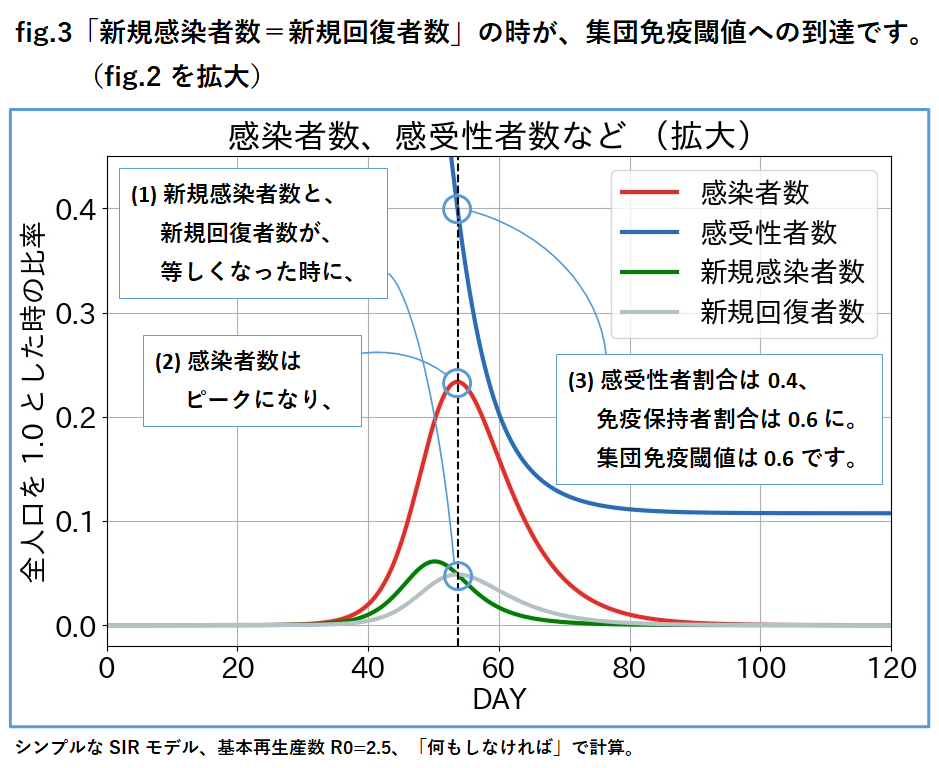 fig.3「新規感染者数＝新規回復者数」の時が、集団免疫閾値への到達です。
（fig.2 を拡大）
感染者数、感受性者数など （拡大）
(1) 新規感染者数と、
新規回復者数が、
等しくなった時に、
(2) 感染者数は
ピークになり、
感染者数
感受性者数
新規感染者数
新規回復者数
(3) 感受性者割合は 0.4、
免疫保持者割合は 0.6 に。
集団免疫閾値は 0.6 です。
全人口を 1.0 とした時の比率
0.4
0.3
0.2
0.1
0.0
0 20 40 60 80 100 120
DAY
シンプルな SIR モデル、基本再生産数 R0=2.5、「何もしなければ」で計算。